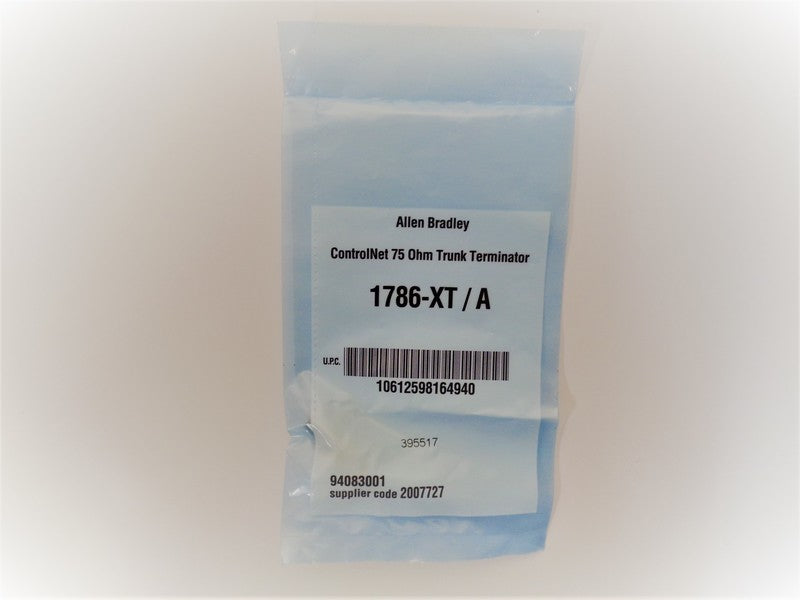 Allen Bradley
ControlNet 75 Ohm Trunk Terminator
1786-XT / A
U.P.C.
10612598164940
395517
94083001
supplier code 2007727